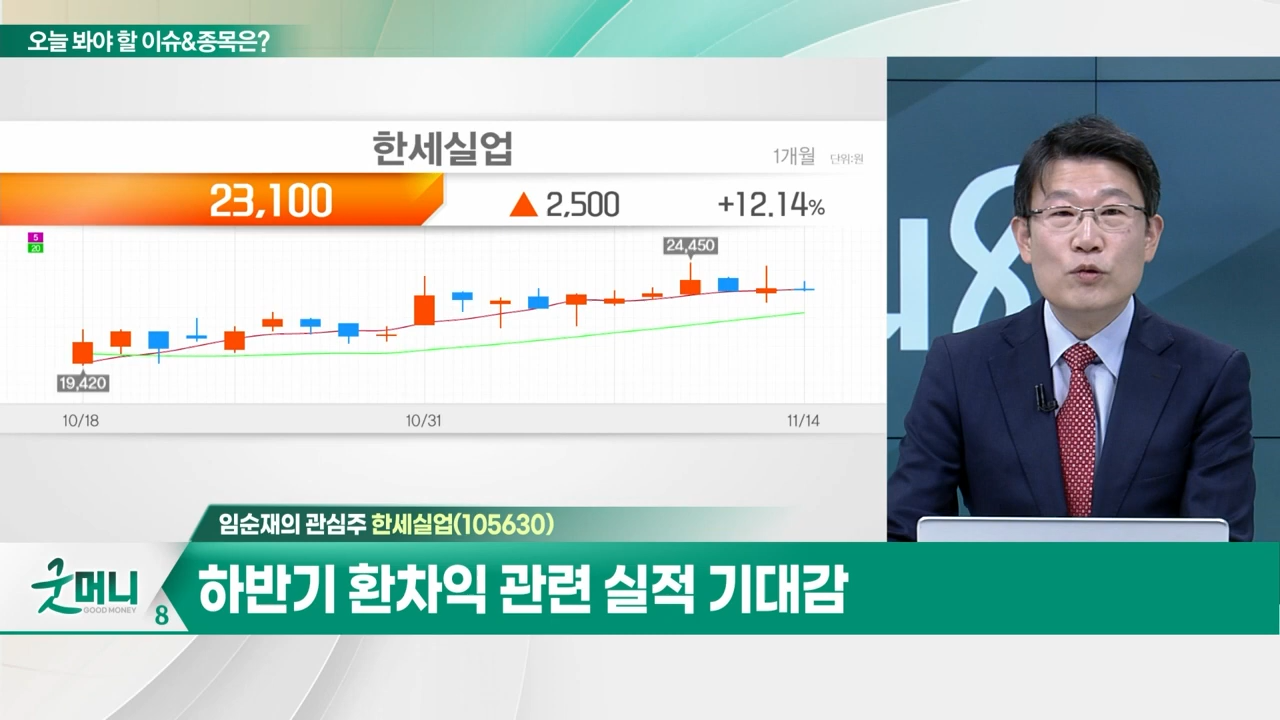 오늘 봐야 할 이슈&종목은?
한세실업
1개월 단위:원
23,100 ▲ 2,500 +12.14%
5
20
24,450
19,420
10/18 10/31 11/14
임순재의 관심주 한세실업(105630)
굿머니
GOOD MONEY
8
하반기 환차익 관련 실적 기대감